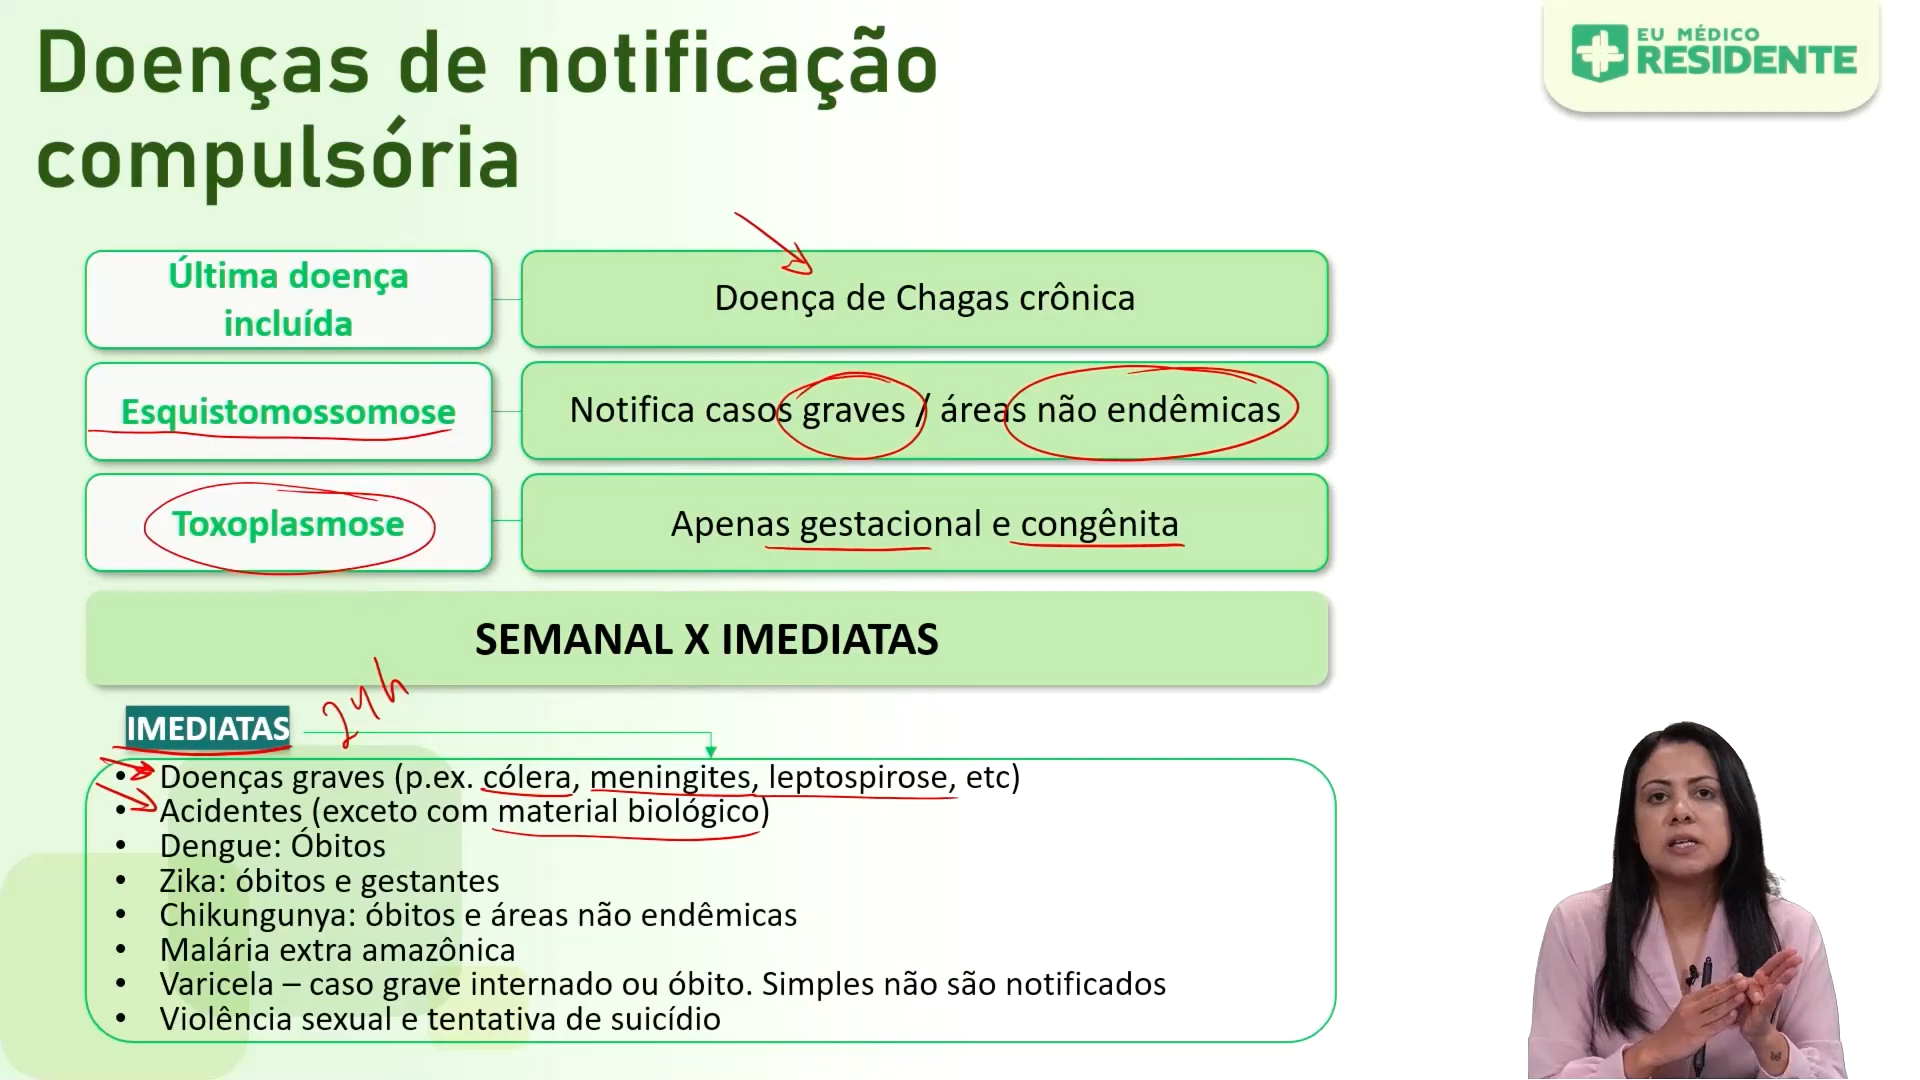 Doenças de notificação
compulsória
EU MÉDICO
RESIDENTE
Última doença
incluída
Doença de Chagas crônica
Esquistomossomose
Notifica casos graves / áreas não endêmicas
Toxoplasmose
Apenas gestacional e congênita
SEMANAL X IMEDIATAS
24h
IMEDIATAS
• Doenças graves (p.ex. cólera, meningites, leptospirose, etc)
• Acidentes (exceto com material biológico)
• Dengue: Óbitos
• Zika: óbitos e gestantes
• Chikungunya: óbitos e áreas não endêmicas
• Malária extra amazônica
• Varicela – caso grave internado ou óbito. Simples não são notificados
• Violência sexual e tentativa de suicídio